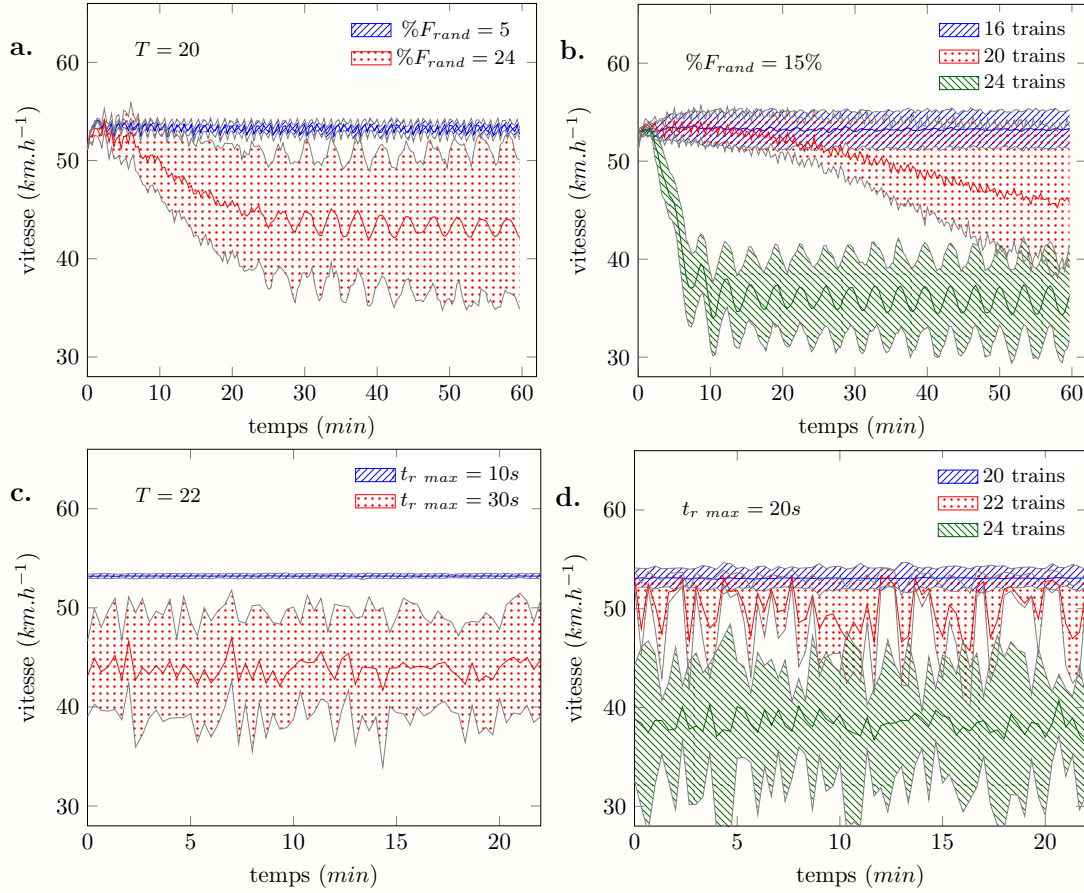 a.
T = 20
%F_rand = 5
%F_rand = 24
60
50
40
30
vitesse (km.h⁻¹)
0 10 20 30 40 50 60
temps (min)
b.
%F_rand = 15%
16 trains
20 trains
24 trains
60
50
40
30
vitesse (km.h⁻¹)
0 10 20 30 40 50 60
temps (min)
c.
T = 22
t_r max = 10s
t_r max = 30s
60
50
40
30
vitesse (km.h⁻¹)
0 5 10 15 20
temps (min)
d.
t_r max = 20s
20 trains
22 trains
24 trains
60
50
40
30
vitesse (km.h⁻¹)
0 5 10 15 20
temps (min)